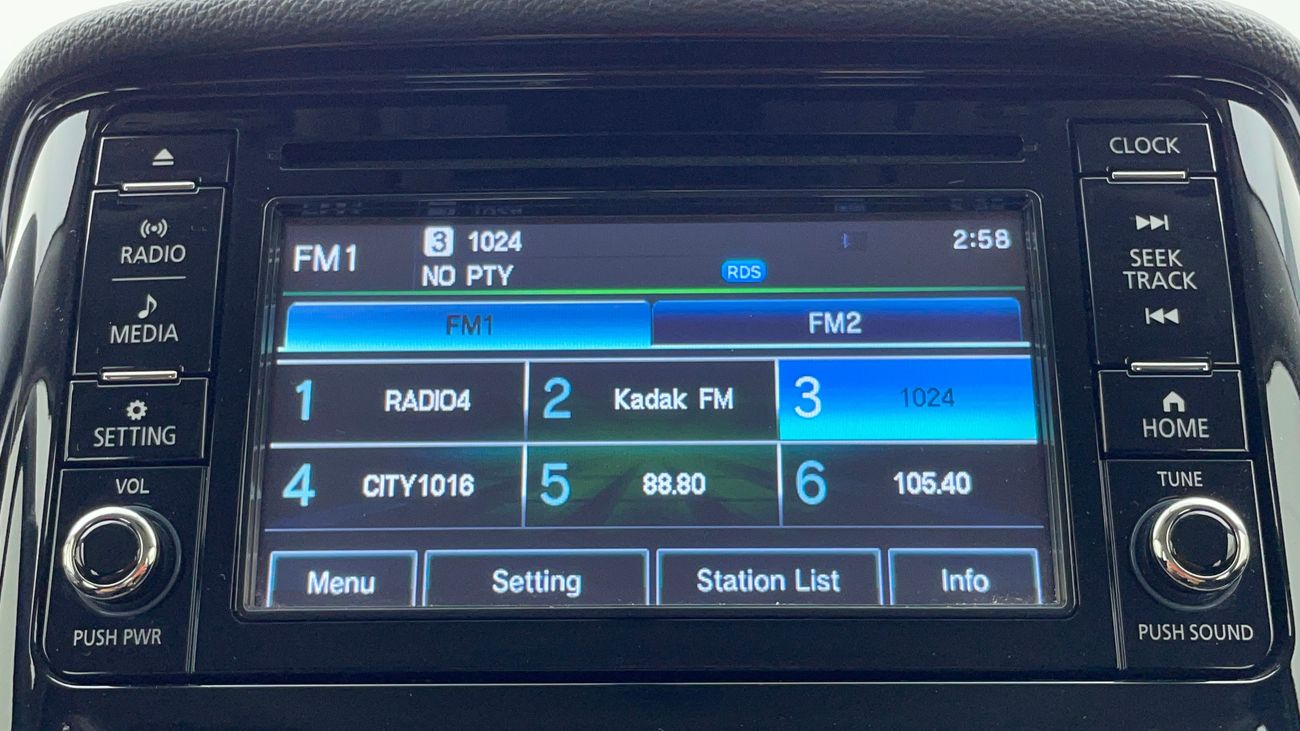 CLOCK
RADIO
MEDIA
SETTING
VOL
PUSH PWR
FM1
3 1024
NO PTY
RDS
2:58
FM1
FM2
1 RADIO4
2 Kadak FM
3 1024
4 CITY1016
5 88.80
6 105.40
Menu
Setting
Station List
Info
SEEK
TRACK
HOME
TUNE
PUSH SOUND